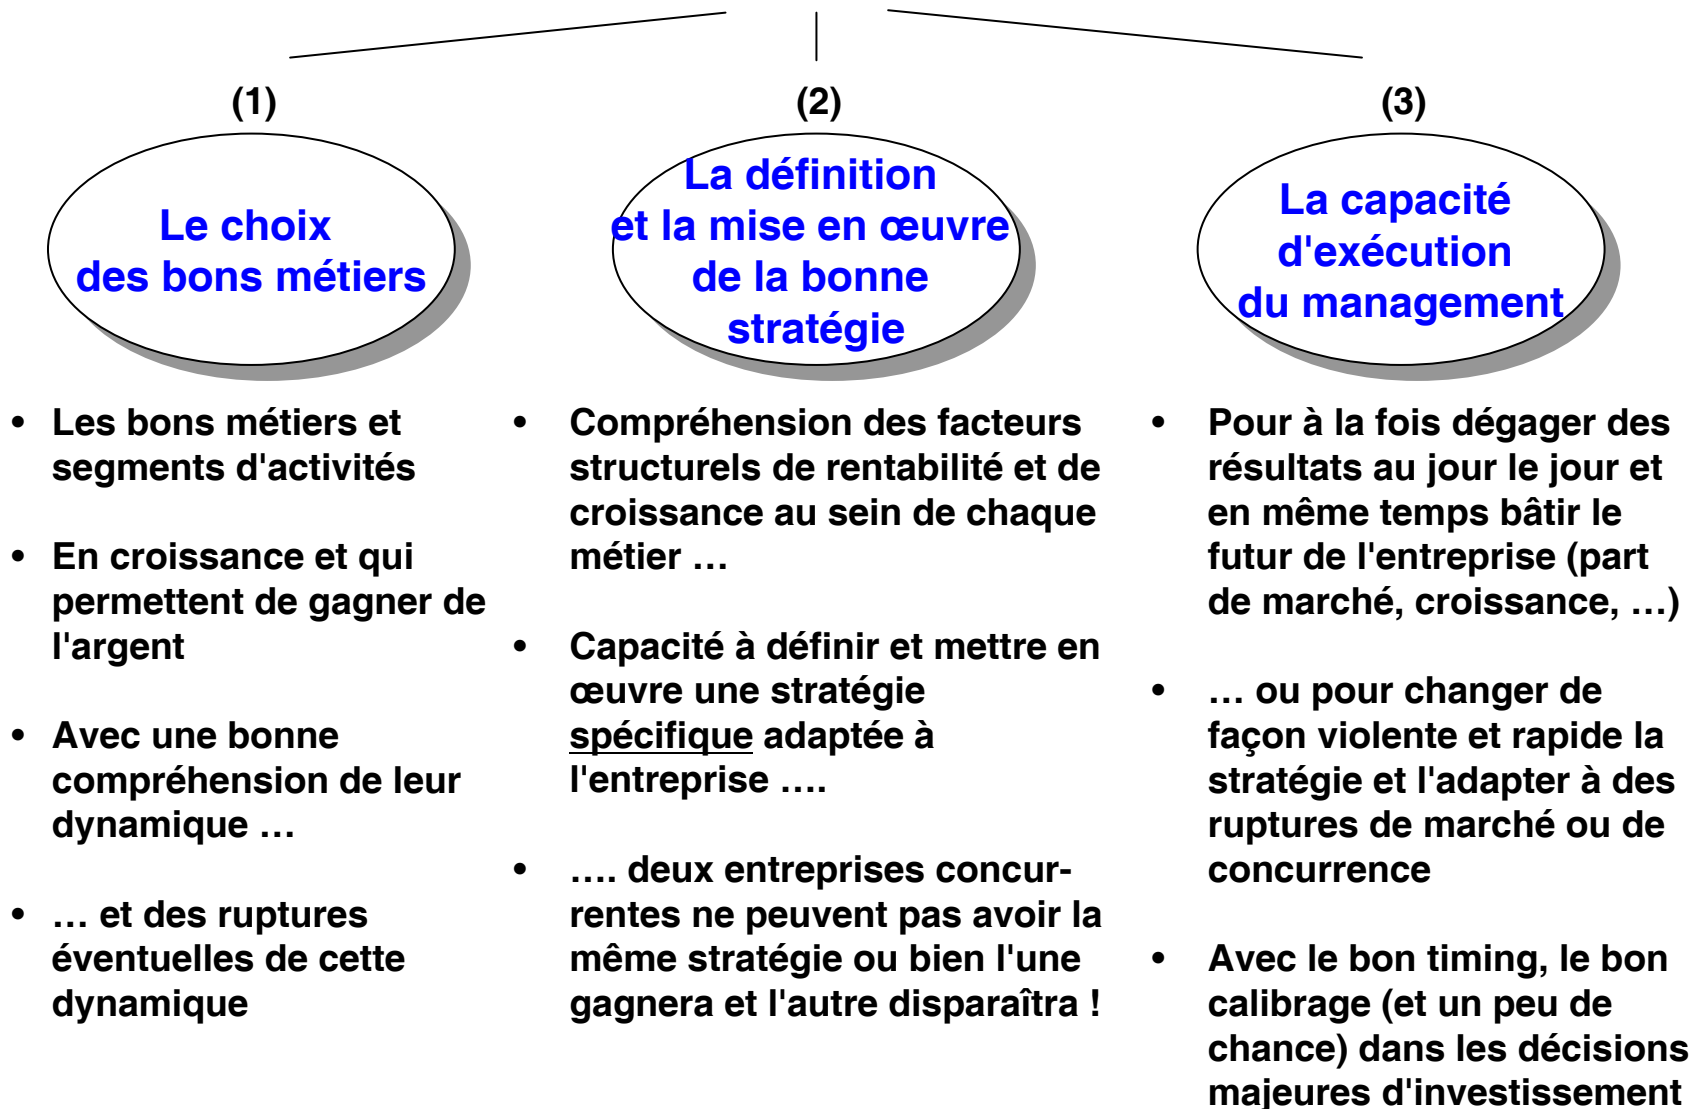 (1)
Le choix
des bons métiers
• Les bons métiers et
segments d'activités
• En croissance et qui
permettent de gagner de
l'argent
• Avec une bonne
compréhension de leur
dynamique …
• … et des ruptures
éventuelles de cette
dynamique
(2)
La définition
et la mise en œuvre
de la bonne
stratégie
• Compréhension des facteurs
structurels de rentabilité et de
croissance au sein de chaque
métier …
• Capacité à définir et mettre en
œuvre une stratégie
spécifique adaptée à
l'entreprise ….
• …. deux entreprises concur-
rentes ne peuvent pas avoir la
même stratégie ou bien l'une
gagnera et l'autre disparaîtra !
(3)
La capacité
d'exécution
du management
• Pour à la fois dégager des
résultats au jour le jour et
en même temps bâtir le
futur de l'entreprise (part
de marché, croissance, …)
• … ou pour changer de
façon violente et rapide la
stratégie et l'adapter à des
ruptures de marché ou de
concurrence
• Avec le bon timing, le bon
calibrage (et un peu de
chance) dans les décisions
majeures d'investissement